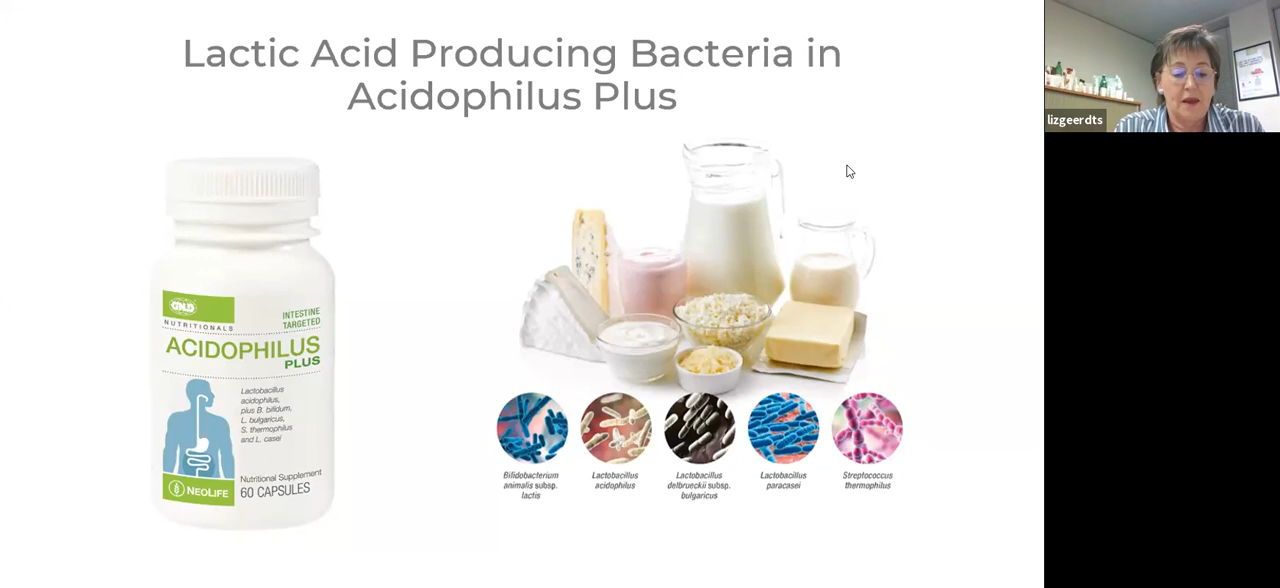 Lactic Acid Producing Bacteria in
Acidophilus Plus
lizgeerdts
GNLD
NUTRITIONALS
INTESTINE
TARGETED
ACIDOPHILUS
PLUS
Lactobacillus
acidophilus,
plus B. bifidum,
L. bulgaricus,
S. thermophilus
and L. casei
Nutritional Supplement
60 CAPSULES
NEOLIFE
Bifidobacterium
animalis subsp.
lactis
Lactobacillus
acidophilus
Lactobacillus
delbrueckii subsp.
bulgaricus
Lactobacillus
paracasei
Streptococcus
thermophilus